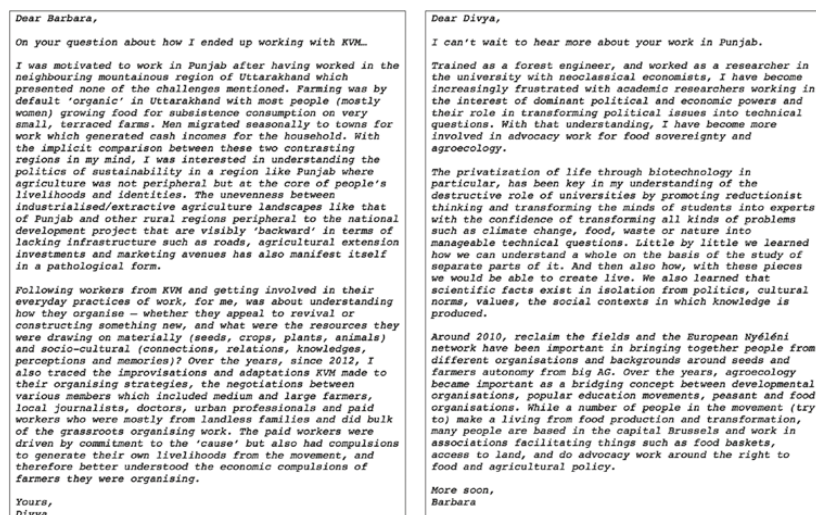 Dear Barbara,
On your question about how I ended up working with KVM…
I was motivated to work in Punjab after having worked in the
neighbouring mountainous region of Uttarakhand which
presented none of the challenges mentioned. Farming was by
default ‘organic’ in Uttarakhand with most people (mostly
women) growing food for subsistence consumption on very
small, terraced farms. Men migrated seasonally to towns for
work which generated cash incomes for the household. With
the implicit comparison between these two contrasting
regions in my mind, I was interested in understanding the
politics of sustainability in a region like Punjab where
agriculture was not peripheral but at the core of people’s
livelihoods and identities. The unevenness between
industrialised/extractive agriculture landscapes like that
of Punjab and other rural regions peripheral to the national
development project that are visibly ‘backward’ in terms of
lacking infrastructure such as roads, agricultural extension
investments and marketing avenues has also manifest itself
in a pathological form.
Following workers from KVM and getting involved in their
everyday practices of work, for me, was about understanding
how they organise – whether they appeal to revival or
constructing something new, and what were the resources they
were drawing on materially (seeds, crops, plants, animals)
and socio-cultural (connections, relations, knowledges,
perceptions and memories)? Over the years, since 2012, I
also traced the improvisations and adaptations KVM made to
their organising strategies, the negotiations between
various members which included medium and large farmers,
local journalists, doctors, urban professionals and paid
workers who were mostly from landless families and did bulk
of the grassroots organising work. The paid workers were
driven by commitment to the ‘cause’ but also had compulsions
to generate their own livelihoods from the movement, and
therefore better understood the economic compulsions of
farmers they were organising.
Yours,
Divya
Dear Divya,
I can’t wait to hear more about your work in Punjab.
Trained as a forest engineer, and worked as a researcher in
the university with neoclassical economists, I have become
increasingly frustrated with academic researchers working in
the interest of dominant political and economic powers and
their role in transforming political issues into technical
questions. With that understanding, I have become more
involved in advocacy work for food sovereignty and
agroecology.
The privatization of life through biotechnology in
particular, has been key in my understanding of the
destructive role of universities by promoting reductionist
thinking and transforming the minds of students into experts
with the confidence of transforming all kinds of problems
such as climate change, food, waste or nature into
manageable technical questions. Little by little we learned
how we can understand a whole on the basis of the study of
separate parts of it. And then also how, with these pieces
we would be able to create live. We also learned that
scientific facts exist in isolation from politics, cultural
norms, values, the social contexts in which knowledge is
produced.
Around 2010, reclaim the fields and the European Nyéléni
network have been important in bringing together people from
different organisations and backgrounds around seeds and
farmers autonomy from big AG. Over the years, agroecology
became important as a bridging concept between developmental
organisations, popular education movements, peasant and food
organisations. While a number of people in the movement (try
to) make a living from food production and transformation,
many people are based in the capital Brussels and work in
associations facilitating things such as food baskets,
access to land, and do advocacy work around the right to
food and agricultural policy.
More soon,
Barbara